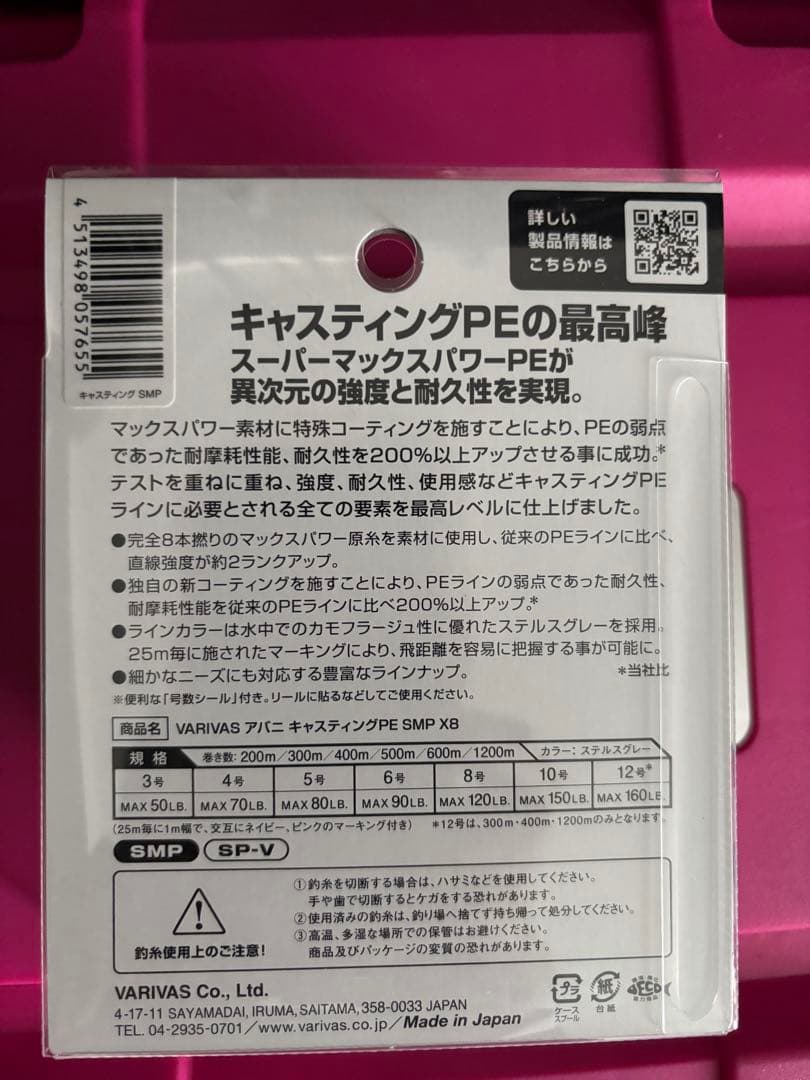 4 513498 057655
キャスティング SMP
詳しい
製品情報は
こちらから
キャスティングPEの最高峰
スーパーマックスパワーPEが
異次元の強度と耐久性を実現。
マックスパワー素材に特殊コーティングを施すことにより、PEの弱点
であった耐摩耗性能、耐久性を200%以上アップさせる事に成功。*
テストを重ねに重ね、強度、耐久性、使用感などキャスティングPE
ラインに必要とされる全ての要素を最高レベルに仕上げました。
●完全8本撚りのマックスパワー原糸を素材に使用し、従来のPEラインに比べ、
直線強度が約2ランクアップ。
●独自の新コーティングを施すことにより、PEラインの弱点であった耐久性、
耐摩耗性能を従来のPEラインに比べ200%以上アップ。*
●ラインカラーは水中でのカモフラージュ性に優れたステルスグレーを採用。
25m毎に施されたマーキングにより、飛距離を容易に把握する事が可能に。
●細かなニーズにも対応する豊富なラインナップ。 *当社比
※便利な「号数シール」付き。リールに貼るなどしてご使用ください。
商品名 VARIVAS アバニ キャスティングPE SMP X8
規格 巻き数:200m/300m/400m/500m/600m/1200m カラー:ステルスグレー
3号 4号 5号 6号 8号 10号 12号*
MAX 50LB. MAX 70LB. MAX 80LB. MAX 90LB. MAX 120LB. MAX 150LB. MAX 160LB.
(25m毎に1m幅で、交互にネイビー、ピンクのマーキング付き) *12号は、300m・400m・1200mのみとなります。
SMP SP-V
釣糸使用上のご注意!
①釣糸を切断する場合は、ハサミなどを使用してください。
手や歯で切断するとケガをする恐れがあります。
②使用済みの釣糸は、釣り場へ捨てず持ち帰って処分してください。
③高温、多湿な場所での保管はお避けください。
商品及びパッケージの変質の恐れがあります。
VARIVAS Co., Ltd.
4-17-11 SAYAMADAI, IRUMA, SAITAMA, 358-0033 JAPAN
TEL. 04-2935-0701/www.varivas.co.jp/Made in Japan
プラ
ケース
スプール
紙
台紙
ECO